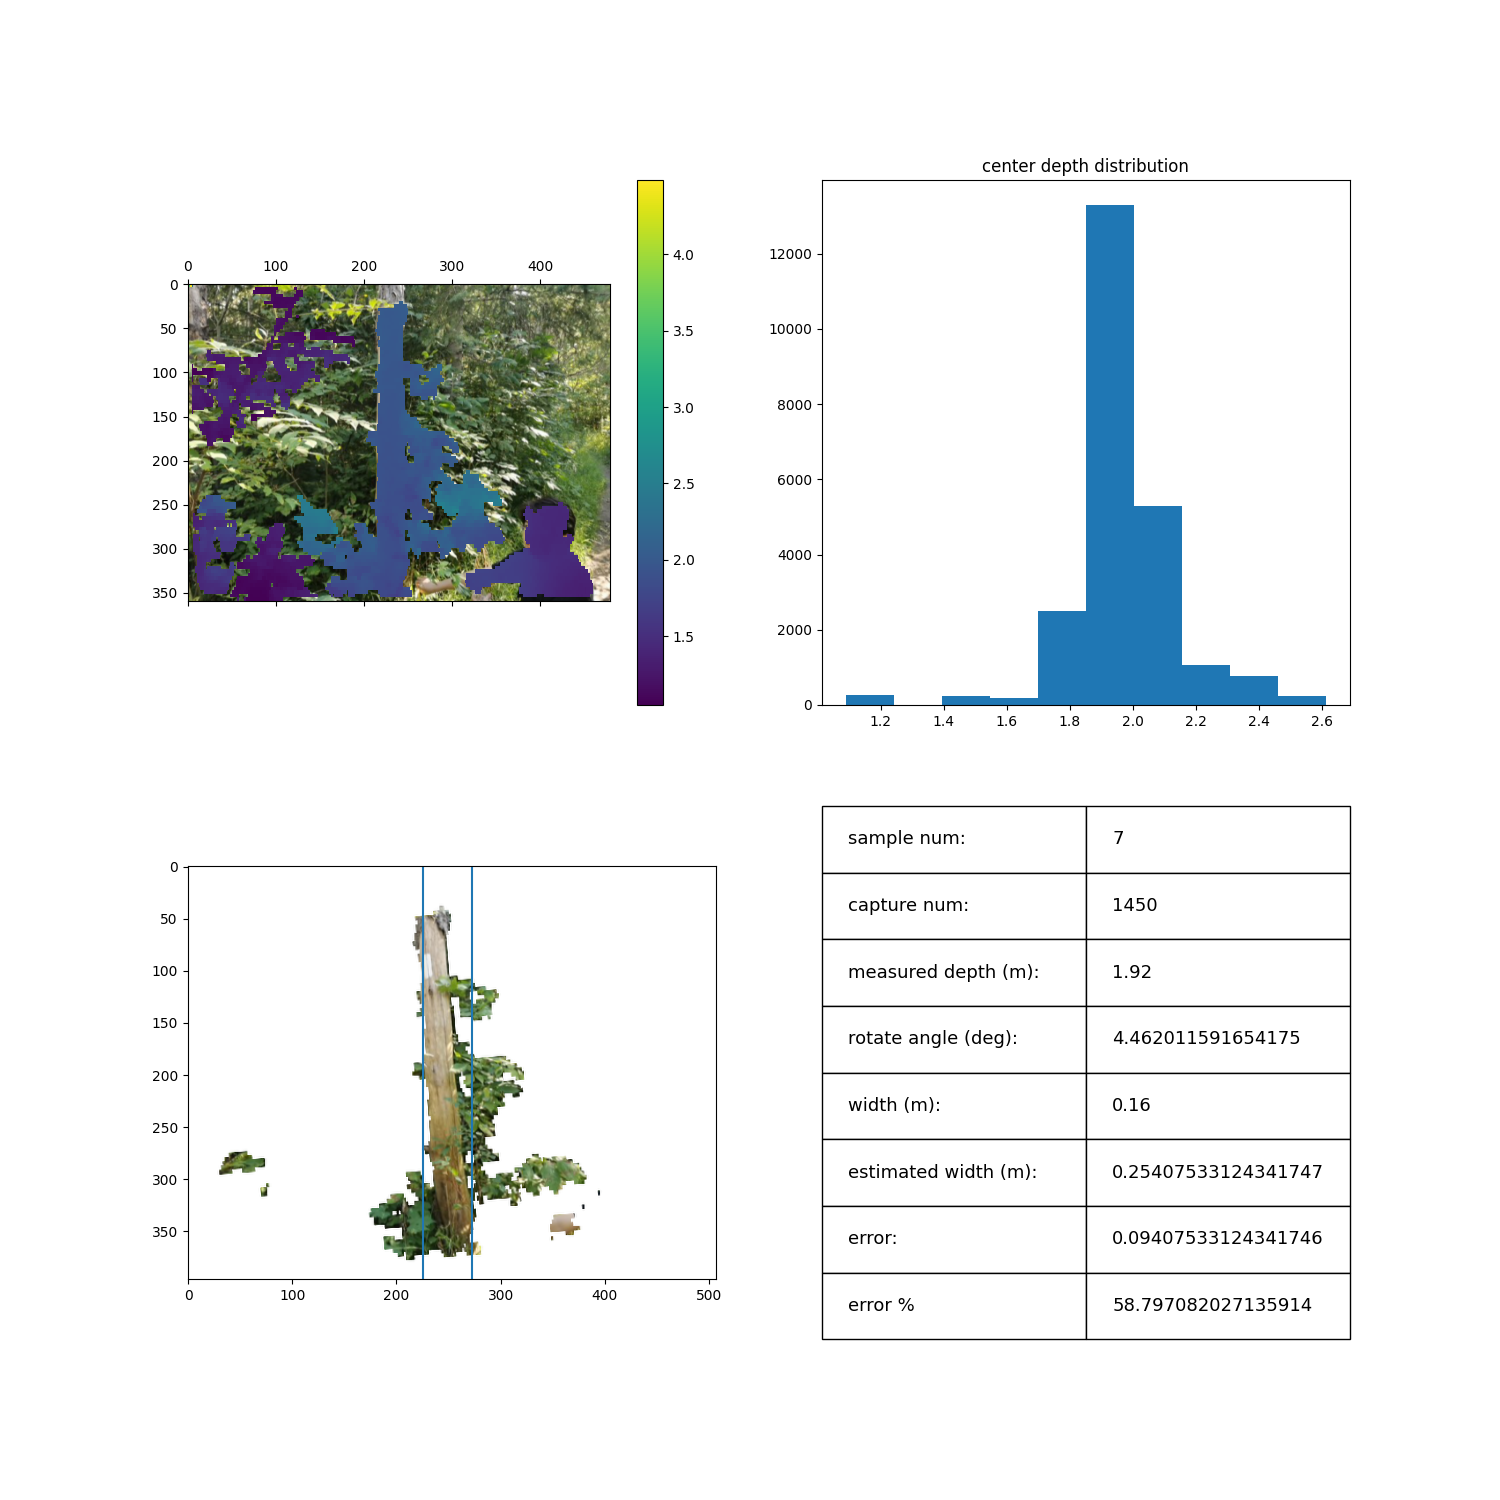 center depth distribution
0 100 200 300 400
0
50
100
150
200
250
300
350
4.0
3.5
3.0
2.5
2.0
1.5
12000
10000
8000
6000
4000
2000
0
1.2 1.4 1.6 1.8 2.0 2.2 2.4 2.6
0
50
100
150
200
250
300
350
0 100 200 300 400 500
sample num: 7
capture num: 1450
measured depth (m): 1.92
rotate angle (deg): 4.462011591654175
width (m): 0.16
estimated width (m): 0.25407533124341747
error: 0.09407533124341746
error % 58.797082027135914